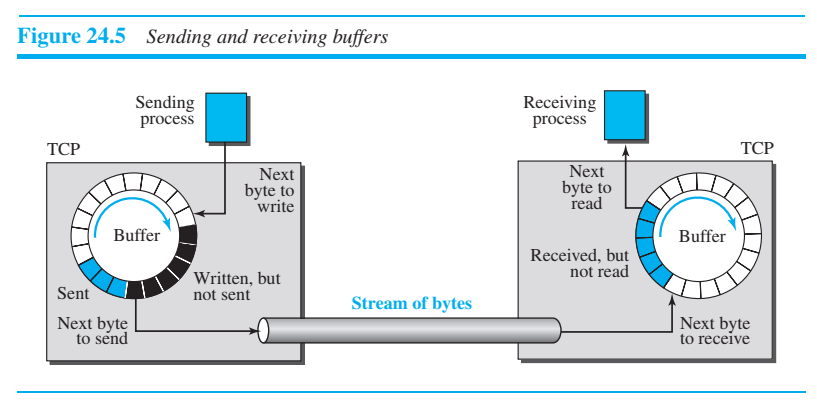 Figure 24.5 Sending and receiving buffers
Sending
process
Receiving
process
TCP
TCP
Next
byte to
write
Next
byte to
read
Buffer
Buffer
Received, but
not read
Written, but
not sent
Sent
Stream of bytes
Next byte
to send
Next byte
to receive